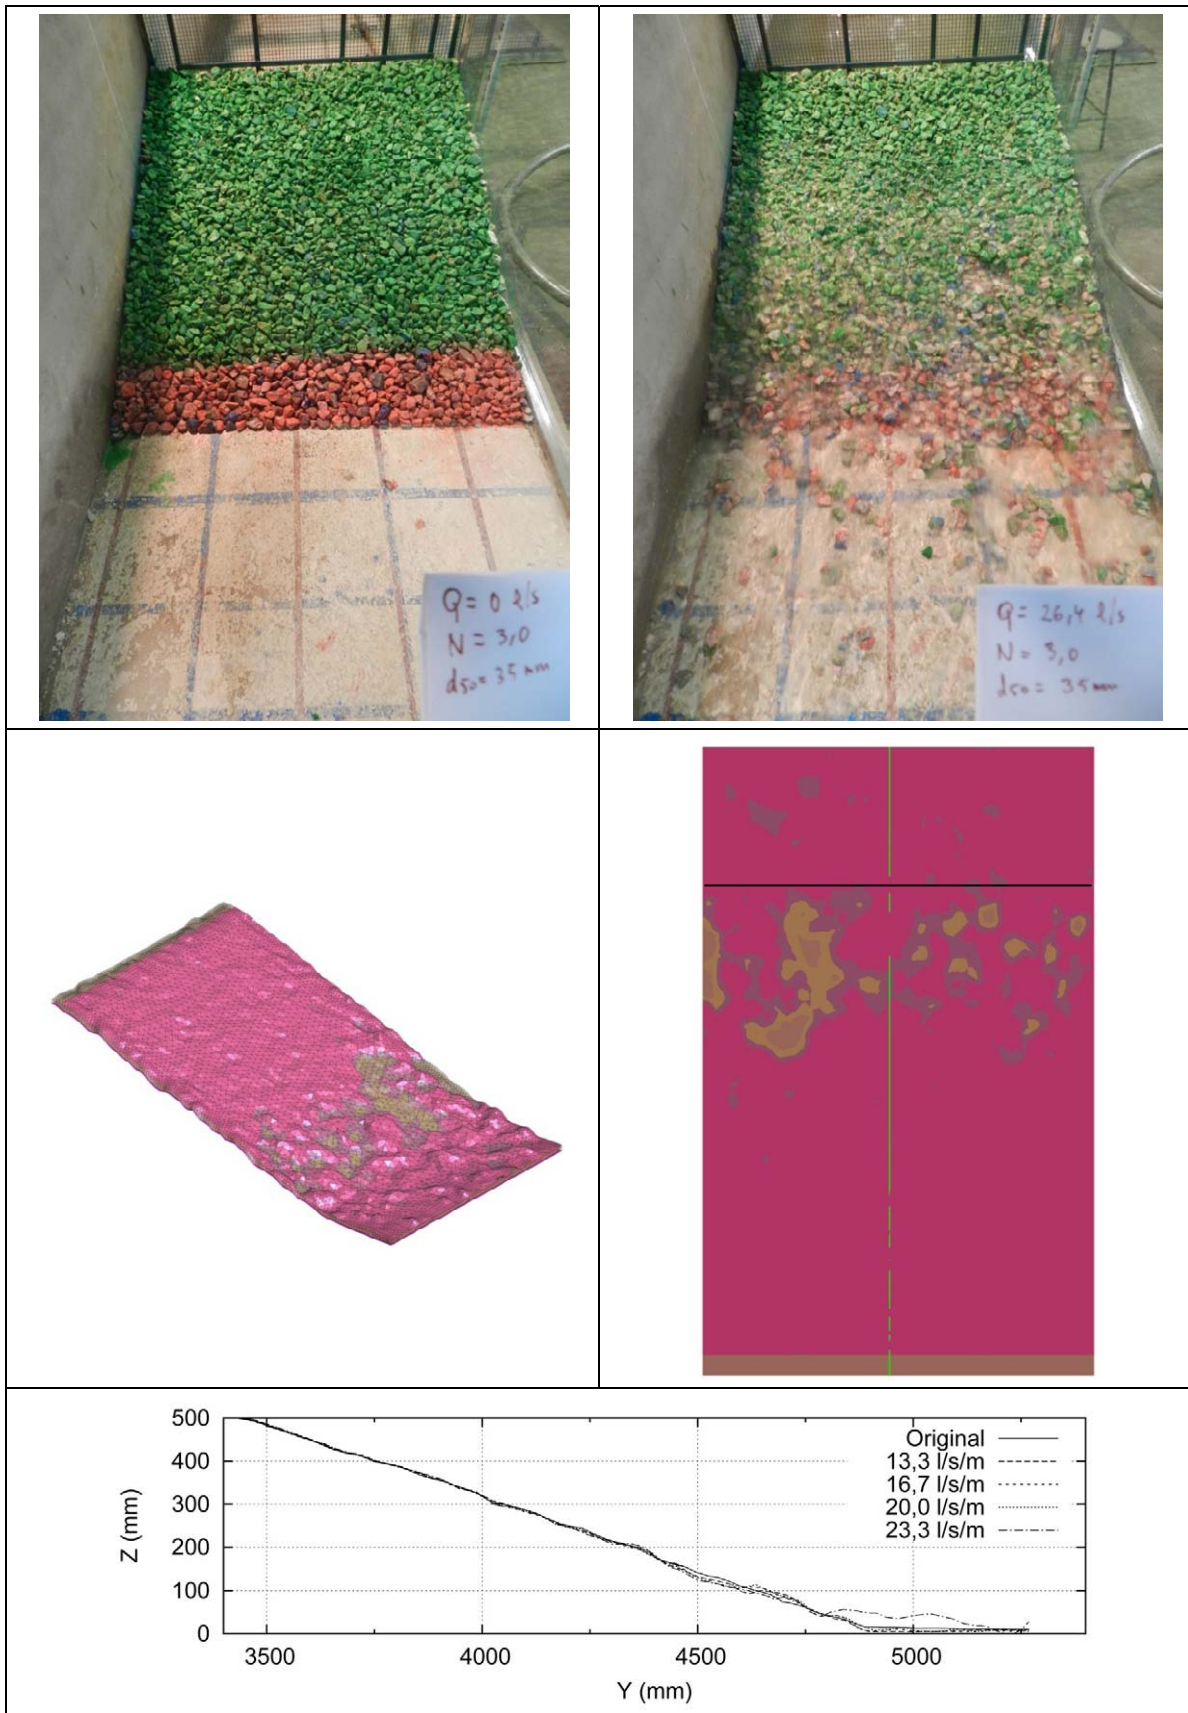 Q = 0 l/s
N = 3,0
d50 = 35 mm
Q = 26,4 l/s
N = 3,0
d50 = 35 mm
500
400
300
200
100
0
Z (mm)
Original
13,3 l/s/m
16,7 l/s/m
20,0 l/s/m
23,3 l/s/m
3500
4000
4500
5000
Y (mm)